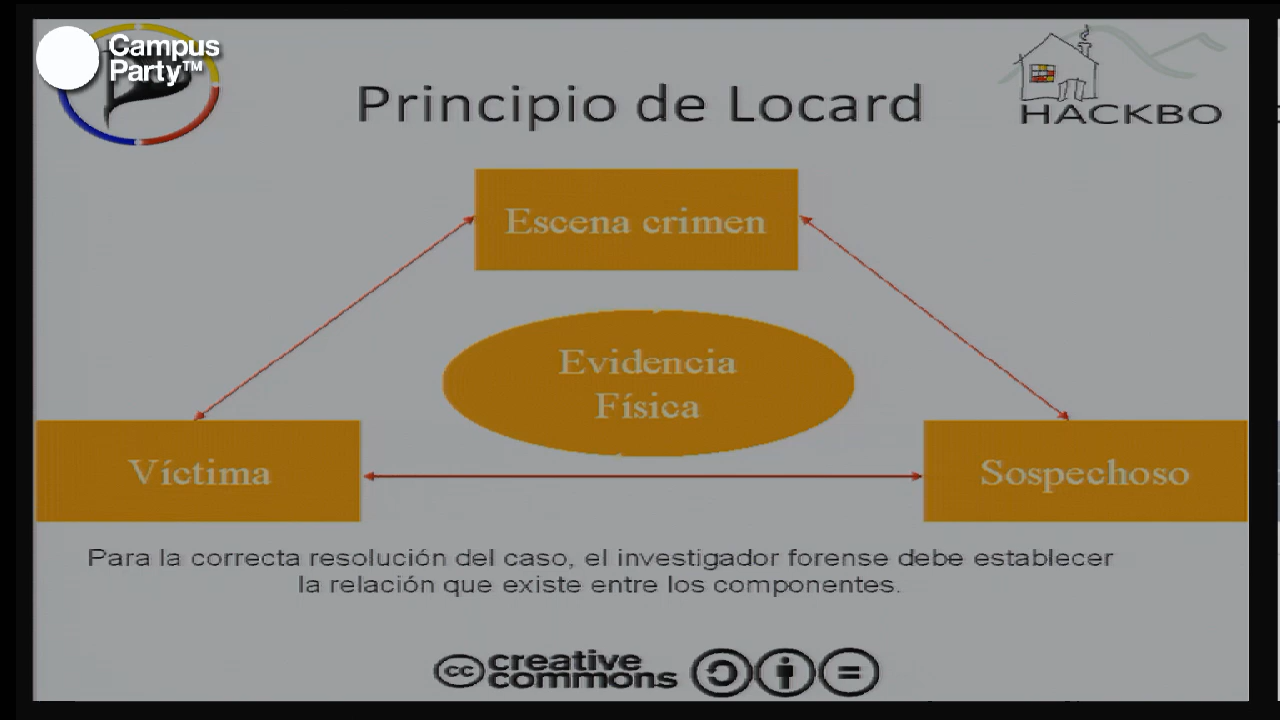 Campus
Party™
Principio de Locard
HACKBO
Escena crimen
Evidencia
Física
Víctima
Sospechoso
Para la correcta resolución del caso, el investigador forense debe establecer
la relación que existe entre los componentes.
cc creative
commons